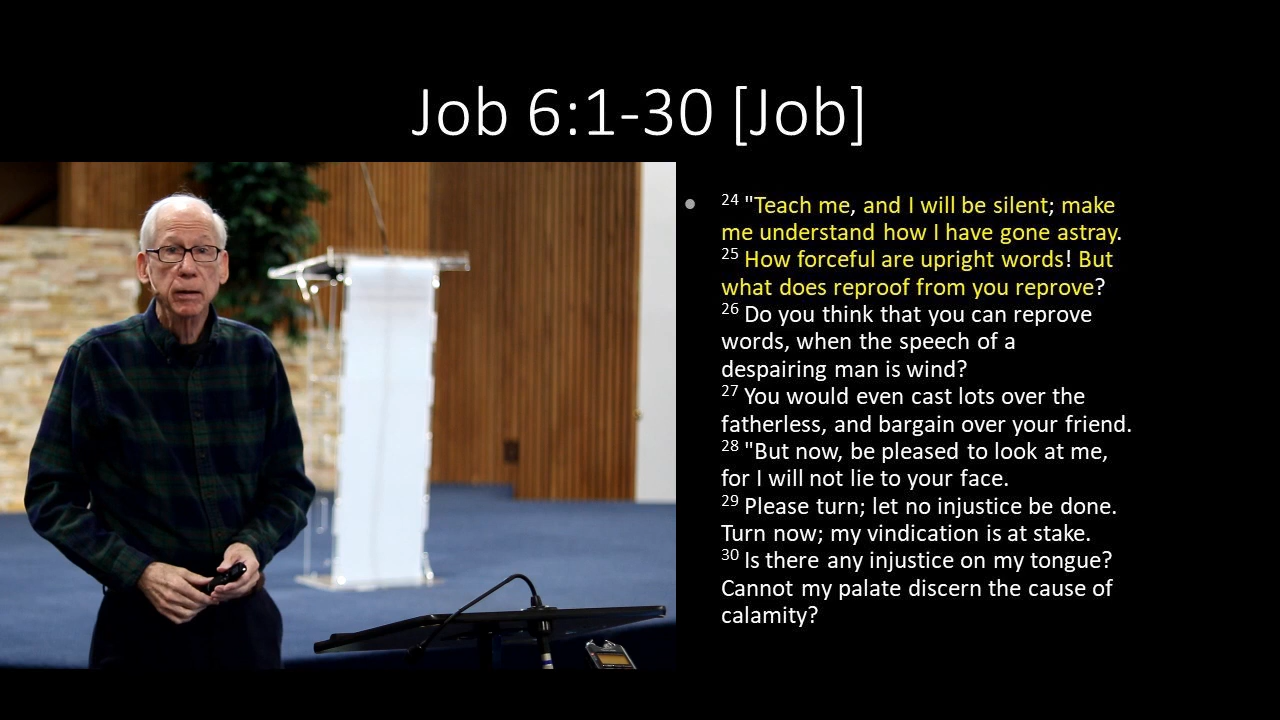 Job 6:1-30 [Job]
• 24 "Teach me, and I will be silent; make
me understand how I have gone astray.
25 How forceful are upright words! But
what does reproof from you reprove?
26 Do you think that you can reprove
words, when the speech of a
despairing man is wind?
27 You would even cast lots over the
fatherless, and bargain over your friend.
28 "But now, be pleased to look at me,
for I will not lie to your face.
29 Please turn; let no injustice be done.
Turn now; my vindication is at stake.
30 Is there any injustice on my tongue?
Cannot my palate discern the cause of
calamity?